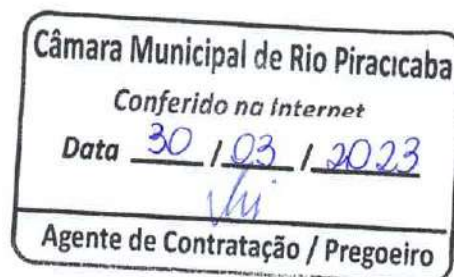 Câmara Municipal de Rio Piracicaba
Conferido na Internet
Data 30 / 03 / 2023
Agente de Contratação / Pregoeiro